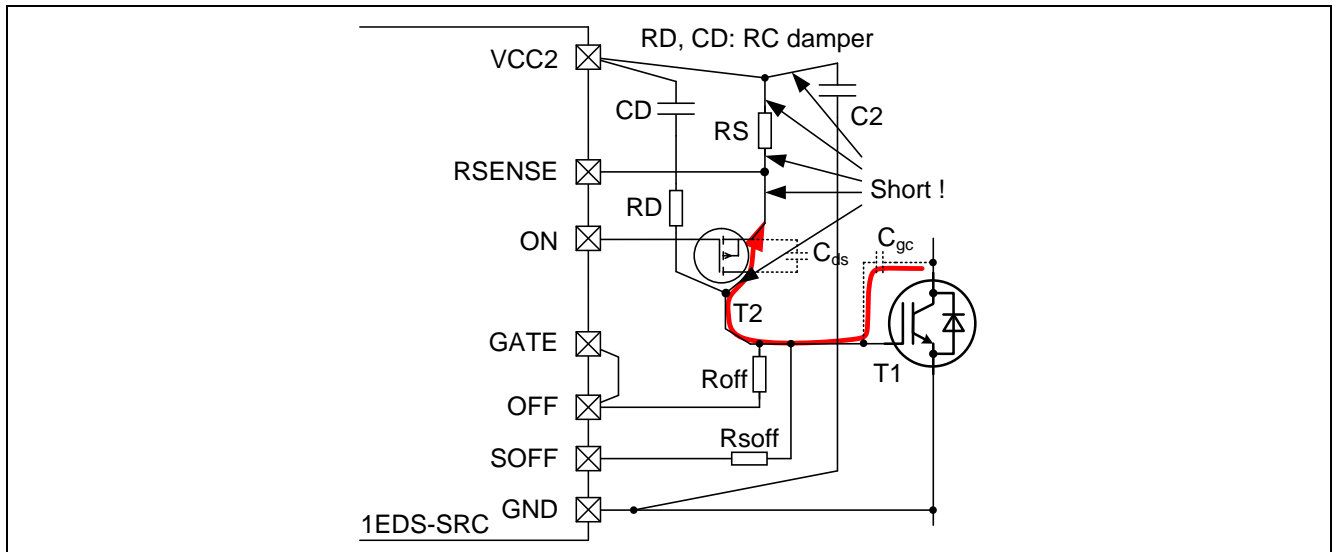 RD, CD: RC damper
VCC2
CD
C2
RS
RSENSE
Short !
RD
ON
Cgc
Cds
T2
GATE
T1
Roff
OFF
Rsoff
SOFF
GND
1EDS-SRC